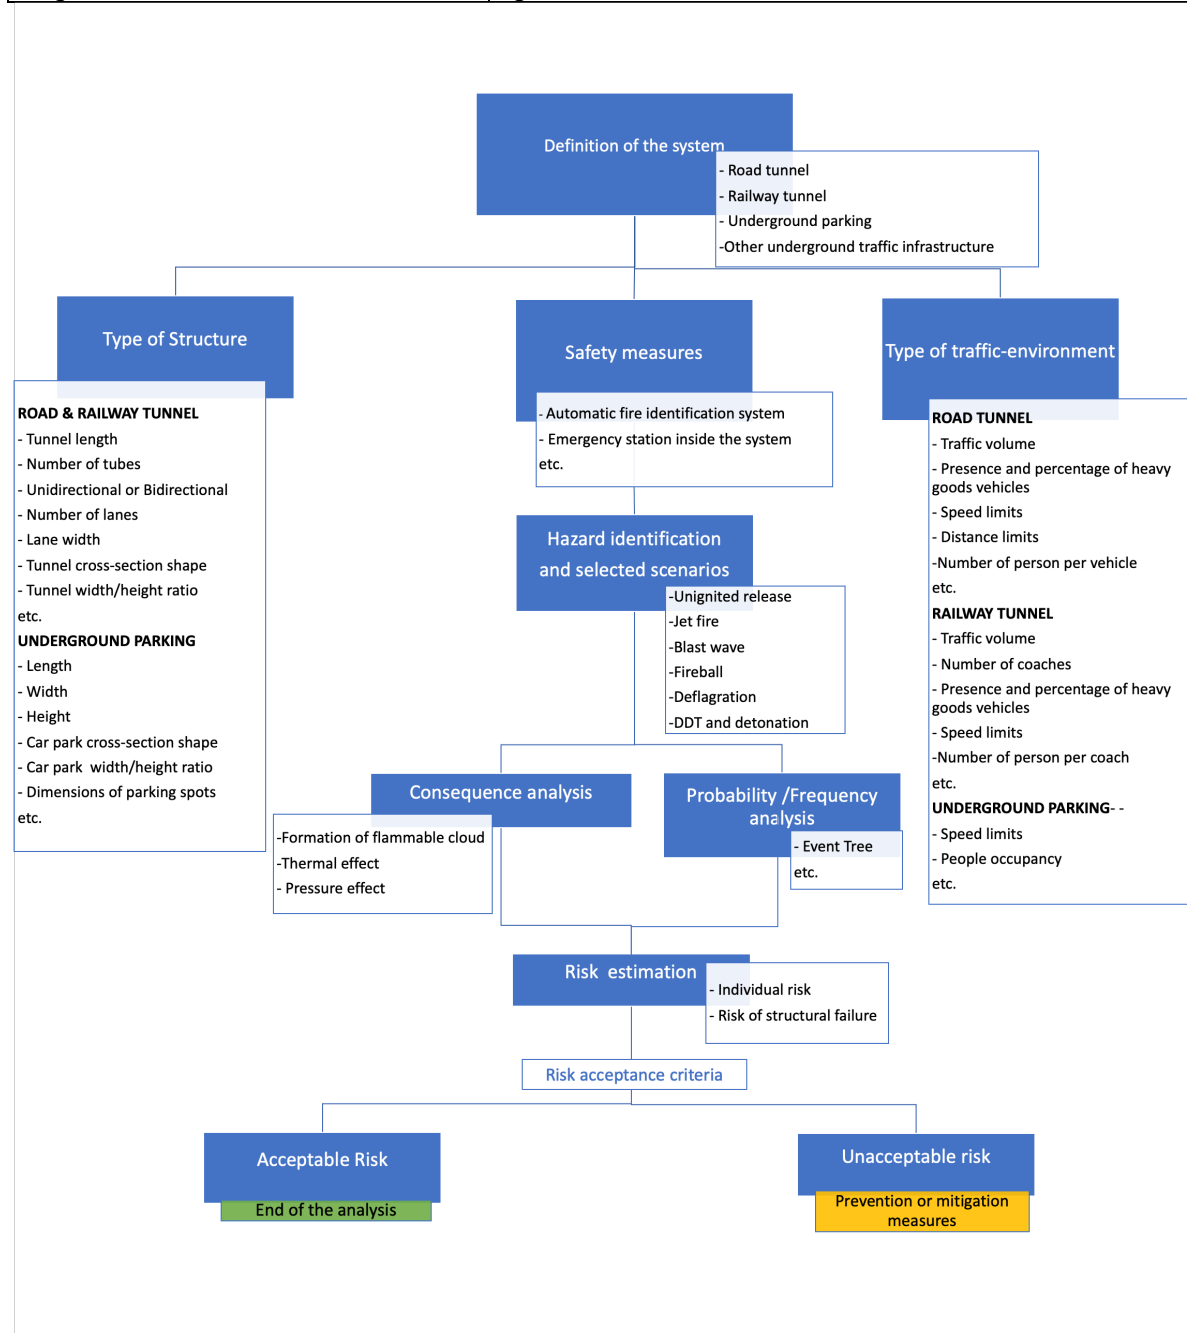 Definition of the system
- Road tunnel
- Railway tunnel
- Underground parking
-Other underground traffic infrastructure
Type of Structure
ROAD & RAILWAY TUNNEL
- Tunnel length
- Number of tubes
- Unidirectional or Bidirectional
- Number of lanes
- Lane width
- Tunnel cross-section shape
- Tunnel width/height ratio
etc.
UNDERGROUND PARKING
- Length
- Width
- Height
- Car park cross-section shape
- Car park  width/height ratio
- Dimensions of parking spots
etc.
Safety measures
- Automatic fire identification system
- Emergency station inside the system
etc.
Type of traffic-environment
ROAD TUNNEL
- Traffic volume
- Presence and percentage of heavy
goods vehicles
- Speed limits
- Distance limits
-Number of person per vehicle
etc.
RAILWAY TUNNEL
- Traffic volume
- Number of coaches
- Presence and percentage of heavy
goods vehicles
- Speed limits
-Number of person per coach
etc.
UNDERGROUND PARKING- -
- Speed limits
- People occupancy
etc.
Hazard identification
and selected scenarios
-Unignited release
-Jet fire
-Blast wave
-Fireball
-Deflagration
-DDT and detonation
Consequence analysis
-Formation of flammable cloud
-Thermal effect
- Pressure effect
Probability /Frequency
analysis
- Event Tree
etc.
Risk  estimation
- Individual risk
- Risk of structural failure
Risk acceptance criteria
Acceptable Risk
End of the analysis
Unacceptable risk
Prevention or mitigation
measures